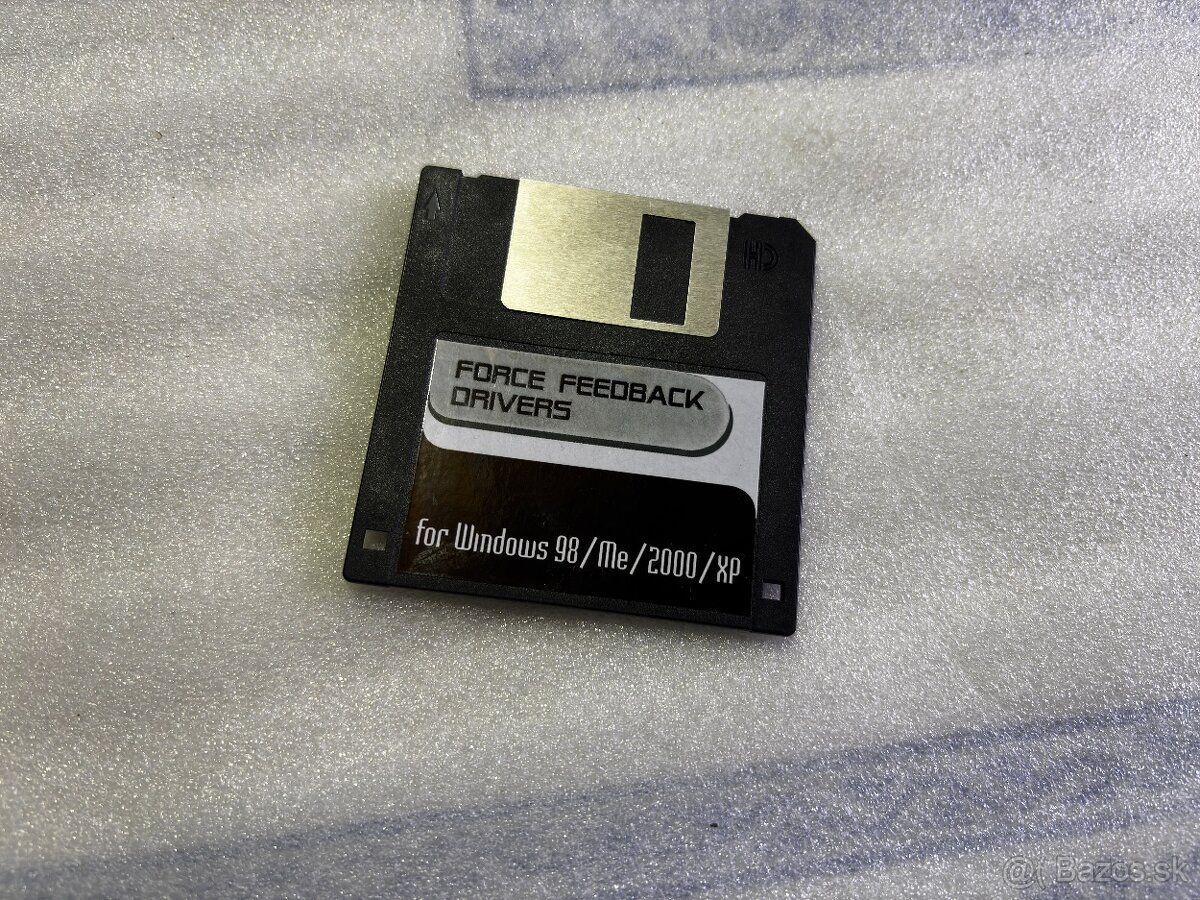 HD
FORCE FEEDBACK
DRIVERS
for Windows 98/Me/2000/XP
@( Bazos.sk